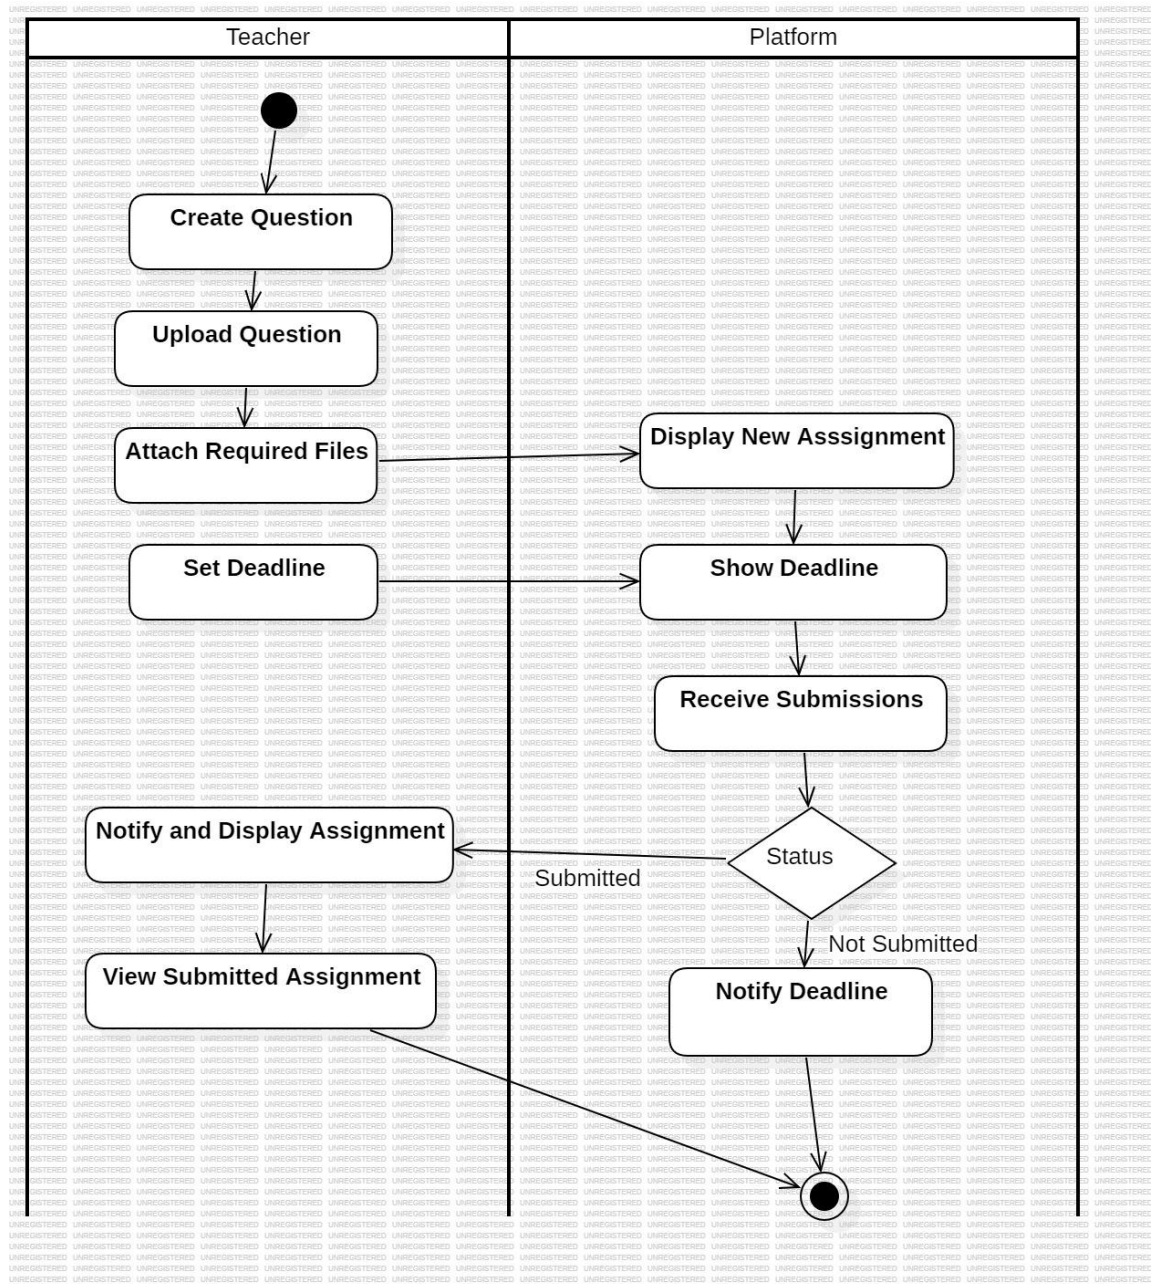 Teacher
Platform
Create Question
Upload Question
Attach Required Files
Display New Asssignment
Set Deadline
Show Deadline
Receive Submissions
Notify and Display Assignment
Status
Submitted
Not Submitted
View Submitted Assignment
Notify Deadline
UNREGISTERED